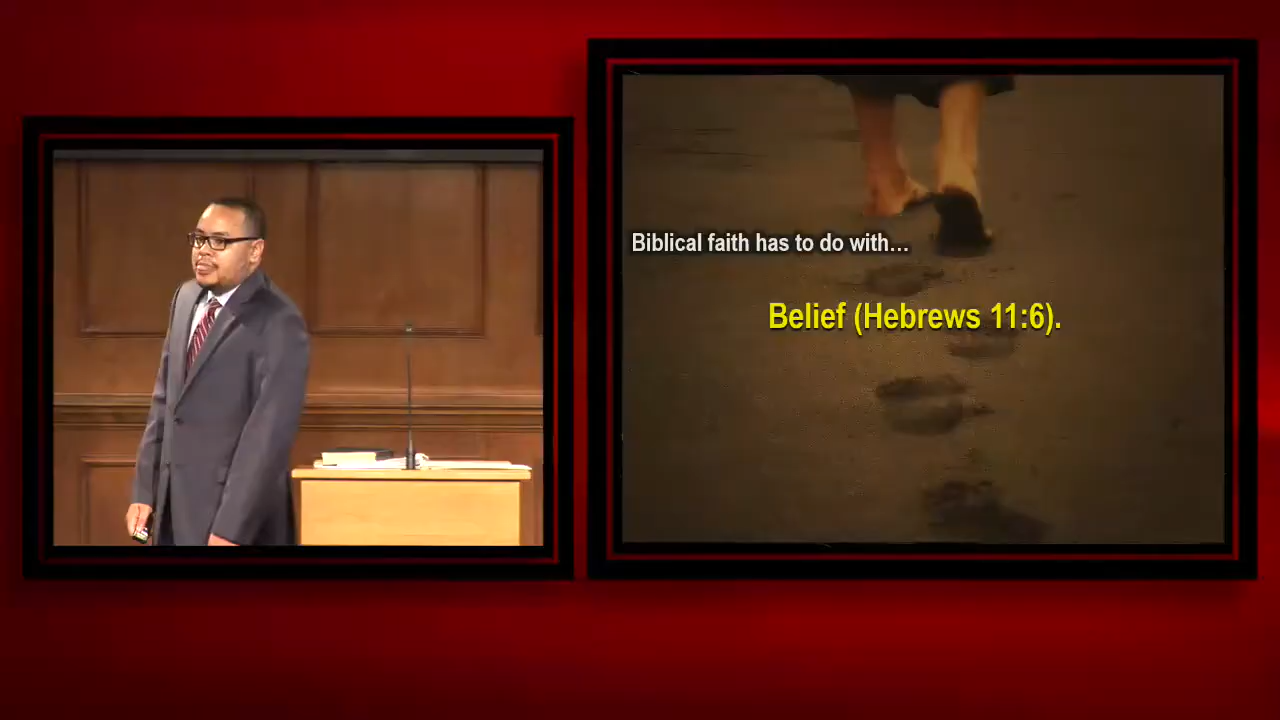 Biblical faith has to do with…
Belief (Hebrews 11:6).